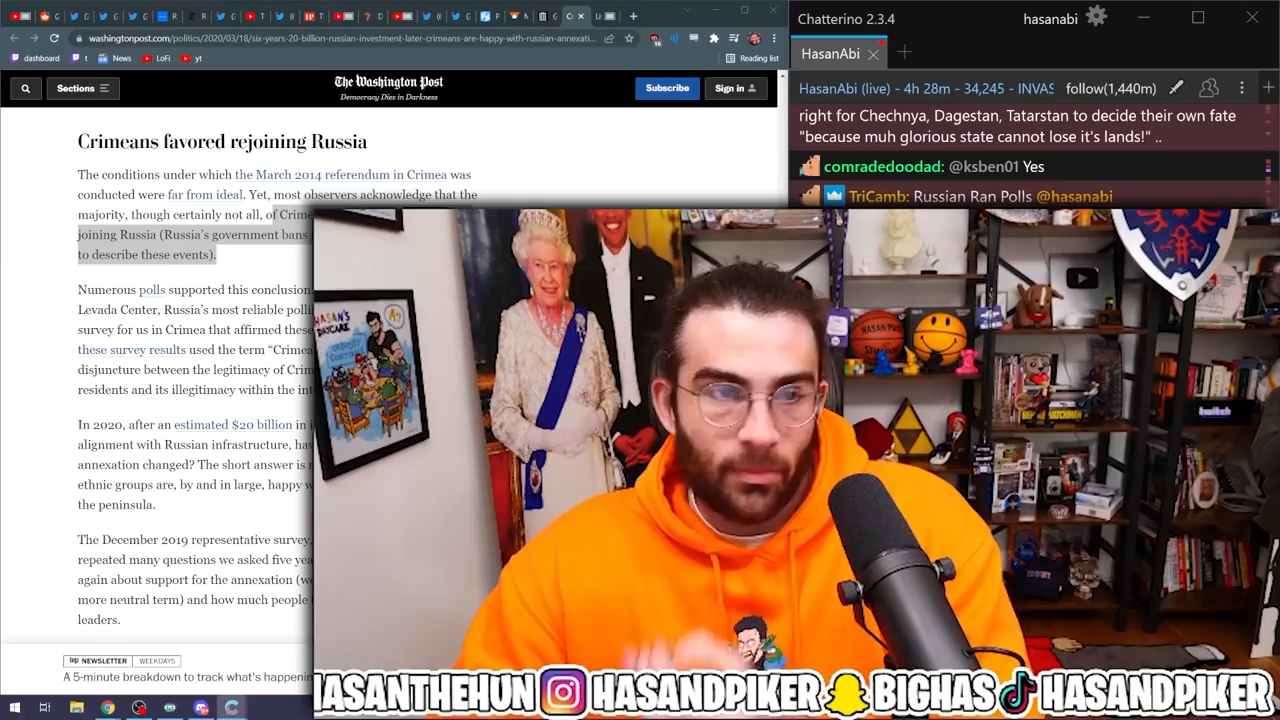 washingtonpost.com/politics/2020/03/18/six-years-20-billion-russian-investment-later-crimeans-are-happy-with-russian-annexati...
dashboard
t
News
LoFi
yt
Reading list
Sections
The Washington Post
Democracy Dies in Darkness
Subscribe
Sign in
Crimeans favored rejoining Russia
The conditions under which the March 2014 referendum in Crimea was
conducted were far from ideal. Yet, most observers acknowledge that the
majority, though certainly not all, of Crime
joining Russia (Russia's government bans
to describe these events).
Numerous polls supported this conclusion
Levada Center, Russia's most reliable polli
survey for us in Crimea that affirmed these
these survey results used the term “Crimea
disjuncture between the legitimacy of Crim
residents and its illegitimacy within the int
In 2020, after an estimated $20 billion in i
alignment with Russian infrastructure, hav
annexation changed? The short answer is n
ethnic groups are, by and in large, happy w
the peninsula.
The December 2019 representative survey,
repeated many questions we asked five yea
again about support for the annexation (we
more neutral term) and how much people t
leaders.
wp NEWSLETTER WEEKDAYS
A 5-minute breakdown to track what's happenin
Chatterino 2.3.4
hasanabi
HasanAbi
HasanAbi (live) - 4h 28m - 34,245 - INVAS
follow(1,440m)
right for Chechnya, Dagestan, Tatarstan to decide their own fate
"because muh glorious state cannot lose it's lands!" ..
comradedoodad: @ksben01 Yes
TriCamb: Russian Ran Polls @hasanabi
HASAN'S
DAYCARE
A+
HASAN
twitch
HASANTHEHUN HASANDPIKER BIGHAS HASANDPIKER